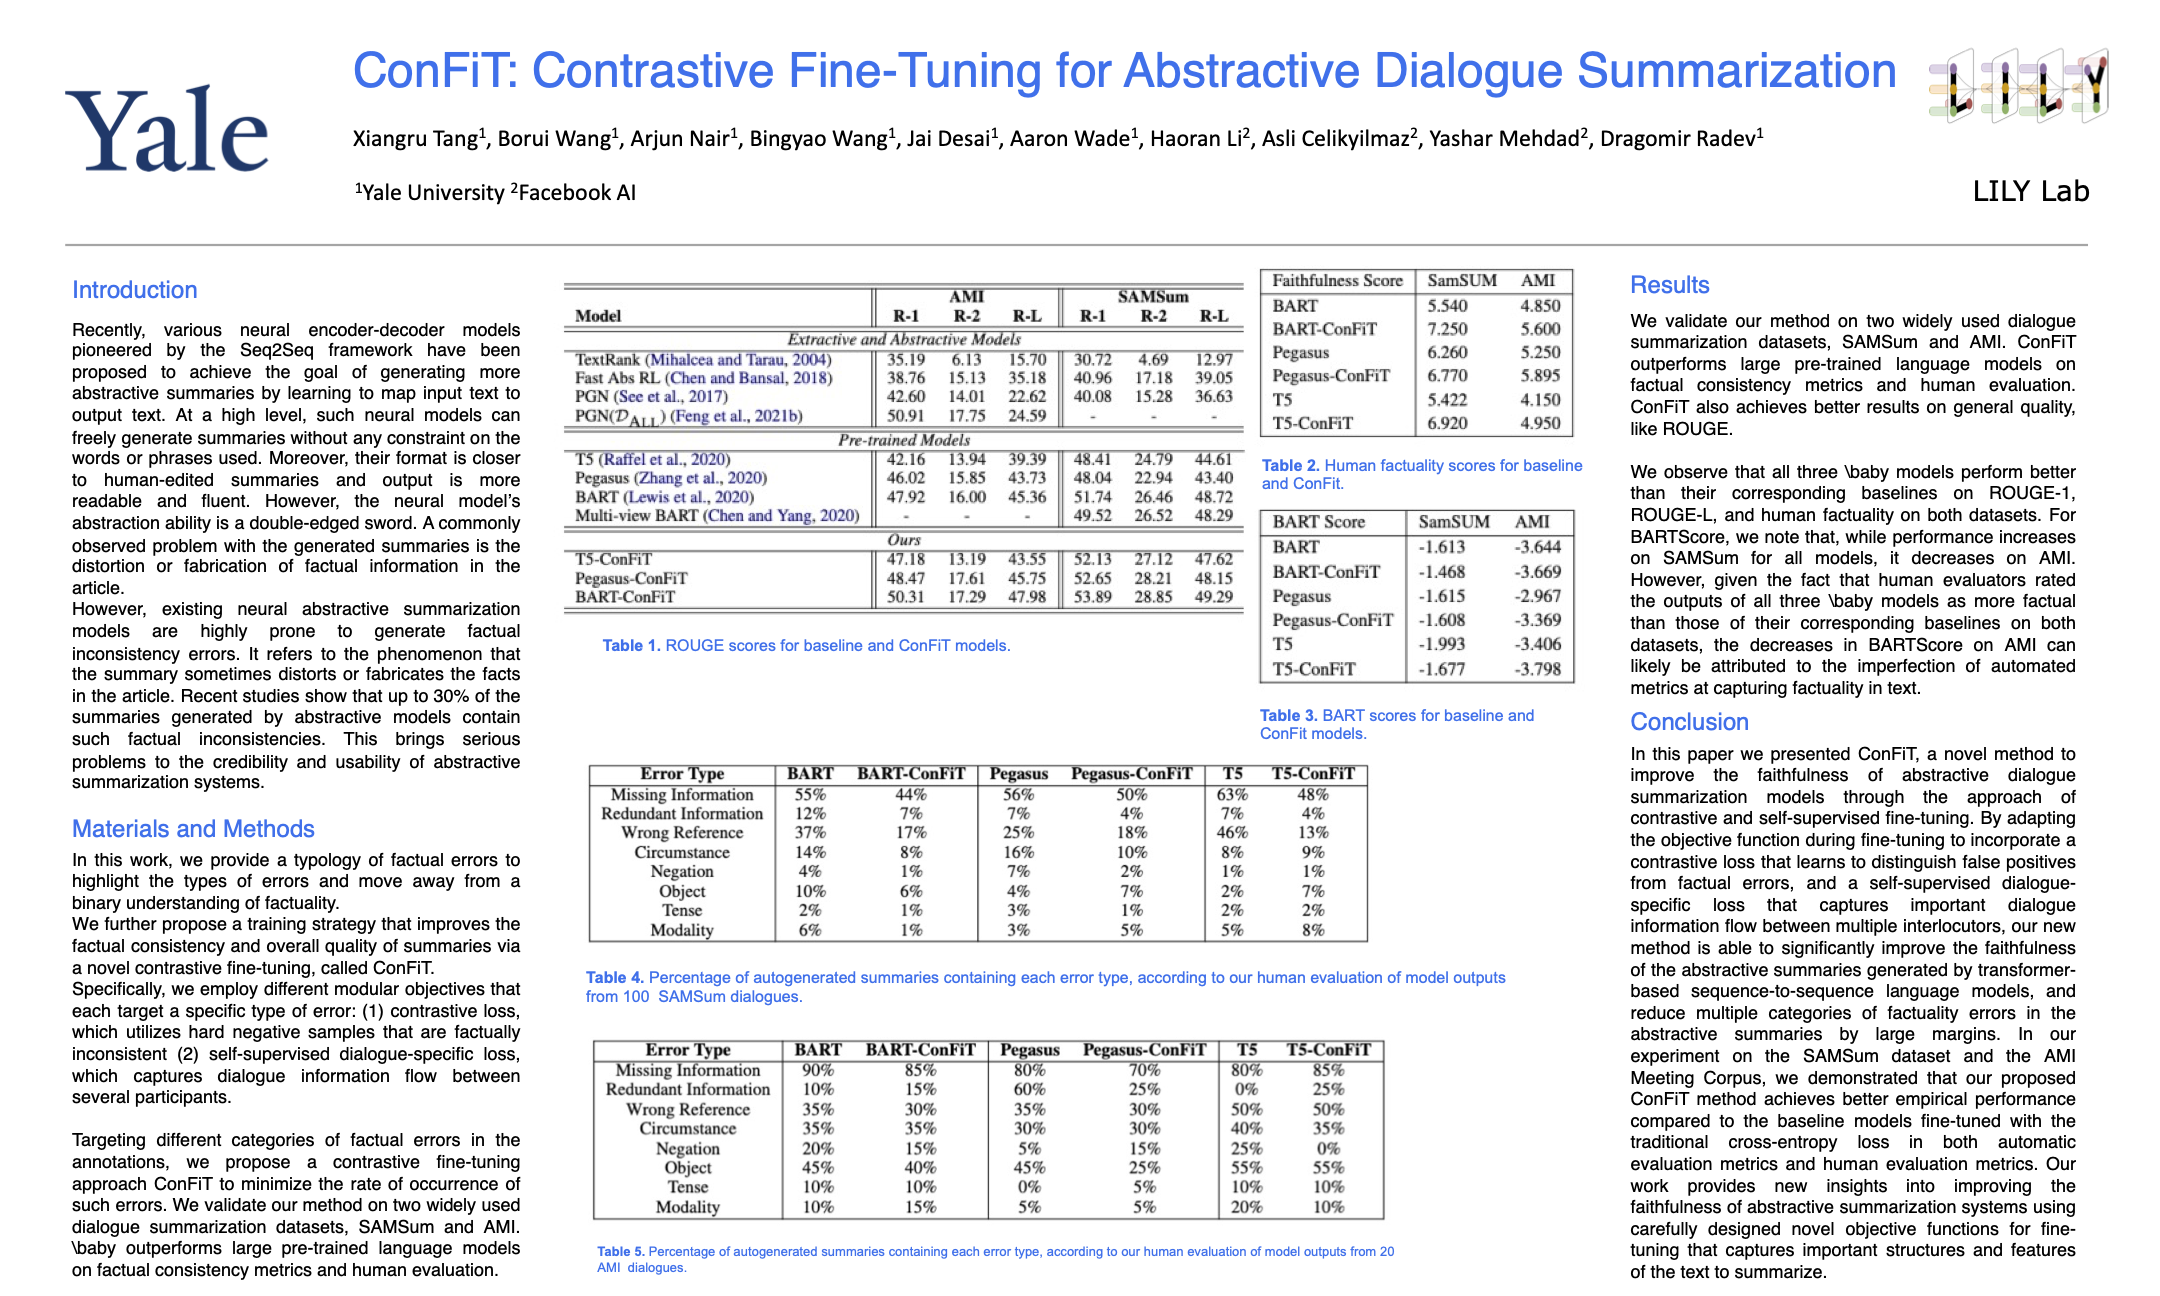 ConFiT: Contrastive Fine-Tuning for Abstractive Dialogue Summarization
Yale
LILY
Xiangru Tang1, Borui Wang1, Arjun Nair1, Bingyao Wang1, Jai Desai1, Aaron Wade1, Haoran Li2, Asli Celikyilmaz2, Yashar Mehdad2, Dragomir Radev1
1Yale University 2Facebook AI
LILY Lab
Introduction
Recently, various neural encoder-decoder models
pioneered by the Seq2Seq framework have been
proposed to achieve the goal of generating more
abstractive summaries by learning to map input text to
output text. At a high level, such neural models can
freely generate summaries without any constraint on the
words or phrases used. Moreover, their format is closer
to human-edited summaries and output is more
readable and fluent. However, the neural model's
abstraction ability is a double-edged sword. A commonly
observed problem with the generated summaries is the
distortion or fabrication of factual information in the
article.
However, existing neural abstractive summarization
models are highly prone to generate factual
inconsistency errors. It refers to the phenomenon that
the summary sometimes distorts or fabricates the facts
in the article. Recent studies show that up to 30% of the
summaries generated by abstractive models contain
such factual inconsistencies. This brings serious
problems to the credibility and usability of abstractive
summarization systems.
Materials and Methods
In this work, we provide a typology of factual errors to
highlight the types of errors and move away from a
binary understanding of factuality.
We further propose a training strategy that improves the
factual consistency and overall quality of summaries via
a novel contrastive fine-tuning, called ConFiT.
Specifically, we employ different modular objectives that
each target a specific type of error: (1) contrastive loss,
which utilizes hard negative samples that are factually
inconsistent (2) self-supervised dialogue-specific loss,
which captures dialogue information flow between
several participants.
Targeting different categories of factual errors in the
annotations, we propose a contrastive fine-tuning
approach ConFiT to minimize the rate of occurrence of
such errors. We validate our method on two widely used
dialogue summarization datasets, SAMSum and AMI.
\baby outperforms large pre-trained language models
on factual consistency metrics and human evaluation.
AMI SAMSum
Model R-1 R-2 R-L R-1 R-2 R-L
Extractive and Abstractive Models
TextRank (Mihalcea and Tarau, 2004) 35.19 6.13 15.70 30.72 4.69 12.97
Fast Abs RL (Chen and Bansal, 2018) 38.76 15.13 35.18 40.96 17.18 39.05
PGN (See et al., 2017) 42.60 14.01 22.62 40.08 15.28 36.63
PGN(DALL) (Feng et al., 2021b) 50.91 17.75 24.59 - - -
Pre-trained Models
T5 (Raffel et al., 2020) 42.16 13.94 39.39 48.41 24.79 44.61
Pegasus (Zhang et al., 2020) 46.02 15.85 43.73 48.04 22.94 43.40
BART (Lewis et al., 2020) 47.92 16.00 45.36 51.74 26.46 48.72
Multi-view BART (Chen and Yang, 2020) - - - 49.52 26.52 48.29
Ours
T5-ConFiT 47.18 13.19 43.55 52.13 27.12 47.62
Pegasus-ConFiT 48.47 17.61 45.75 52.65 28.21 48.15
BART-ConFiT 50.31 17.29 47.98 53.89 28.85 49.29
Table 1. ROUGE scores for baseline and ConFiT models.
Faithfulness Score SamSUM AMI
BART 5.540 4.850
BART-ConFiT 7.250 5.600
Pegasus 6.260 5.250
Pegasus-ConFiT 6.770 5.895
T5 5.422 4.150
T5-ConFiT 6.920 4.950
Table 2. Human factuality scores for baseline
and ConFit.
BART Score SamSUM AMI
BART -1.613 -3.644
BART-ConFiT -1.468 -3.669
Pegasus -1.615 -2.967
Pegasus-ConFiT -1.608 -3.369
T5 -1.993 -3.406
T5-ConFiT -1.677 -3.798
Table 3. BART scores for baseline and
ConFit models.
Error Type BART BART-ConFiT Pegasus Pegasus-ConFiT T5 T5-ConFiT
Missing Information 55% 44% 56% 50% 63% 48%
Redundant Information 12% 7% 7% 4% 7% 4%
Wrong Reference 37% 17% 25% 18% 46% 13%
Circumstance 14% 8% 16% 10% 8% 9%
Negation 4% 1% 7% 2% 1% 1%
Object 10% 6% 4% 7% 2% 7%
Tense 2% 1% 3% 1% 2% 2%
Modality 6% 1% 3% 5% 5% 8%
Table 4. Percentage of autogenerated summaries containing each error type, according to our human evaluation of model outputs
from 100 SAMSum dialogues.
Error Type BART BART-ConFiT Pegasus Pegasus-ConFiT T5 T5-ConFiT
Missing Information 90% 85% 80% 70% 80% 85%
Redundant Information 10% 15% 60% 25% 0% 25%
Wrong Reference 35% 30% 35% 30% 50% 50%
Circumstance 35% 35% 30% 30% 40% 35%
Negation 20% 15% 5% 15% 25% 0%
Object 45% 40% 45% 25% 55% 55%
Tense 10% 10% 0% 5% 10% 10%
Modality 10% 15% 5% 5% 20% 10%
Table 5. Percentage of autogenerated summaries containing each error type, according to our human evaluation of model outputs from 20
AMI dialogues.
Results
We validate our method on two widely used dialogue
summarization datasets, SAMSum and AMI. ConFiT
outperforms large pre-trained language models on
factual consistency metrics and human evaluation.
ConFiT also achieves better results on general quality,
like ROUGE.
We observe that all three \baby models perform better
than their corresponding baselines on ROUGE-1,
ROUGE-L, and human factuality on both datasets. For
BARTScore, we note that, while performance increases
on SAMSum for all models, it decreases on AMI.
However, given the fact that human evaluators rated
the outputs of all three \baby models as more factual
than those of their corresponding baselines on both
datasets, the decreases in BARTScore on AMI can
likely be attributed to the imperfection of automated
metrics at capturing factuality in text.
Conclusion
In this paper we presented ConFiT, a novel method to
improve the faithfulness of abstractive dialogue
summarization models through the approach of
contrastive and self-supervised fine-tuning. By adapting
the objective function during fine-tuning to incorporate a
contrastive loss that learns to distinguish false positives
from factual errors, and a self-supervised dialogue-
specific loss that captures important dialogue
information flow between multiple interlocutors, our new
method is able to significantly improve the faithfulness
of the abstractive summaries generated by transformer-
based sequence-to-sequence language models, and
reduce multiple categories of factuality errors in the
abstractive summaries by large margins. In our
experiment on the SAMSum dataset and the AMI
Meeting Corpus, we demonstrated that our proposed
ConFiT method achieves better empirical performance
compared to the baseline models fine-tuned with the
traditional cross-entropy loss in both automatic
evaluation metrics and human evaluation metrics. Our
work provides new insights into improving the
faithfulness of abstractive summarization systems using
carefully designed novel objective functions for fine-
tuning that captures important structures and features
of the text to summarize.